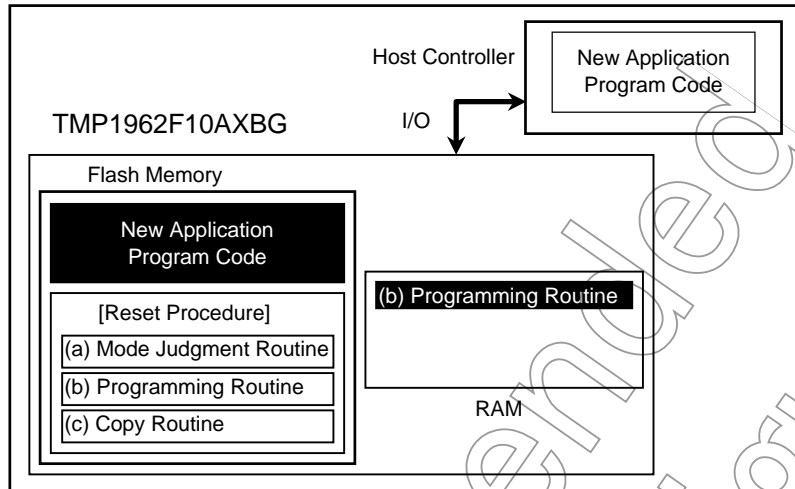 Host Controller
New Application
Program Code
TMP1962F10AXBG
I/O
Flash Memory
New Application
Program Code
[Reset Procedure]
(a) Mode Judgment Routine
(b) Programming Routine
(c) Copy Routine
(b) Programming Routine
RAM